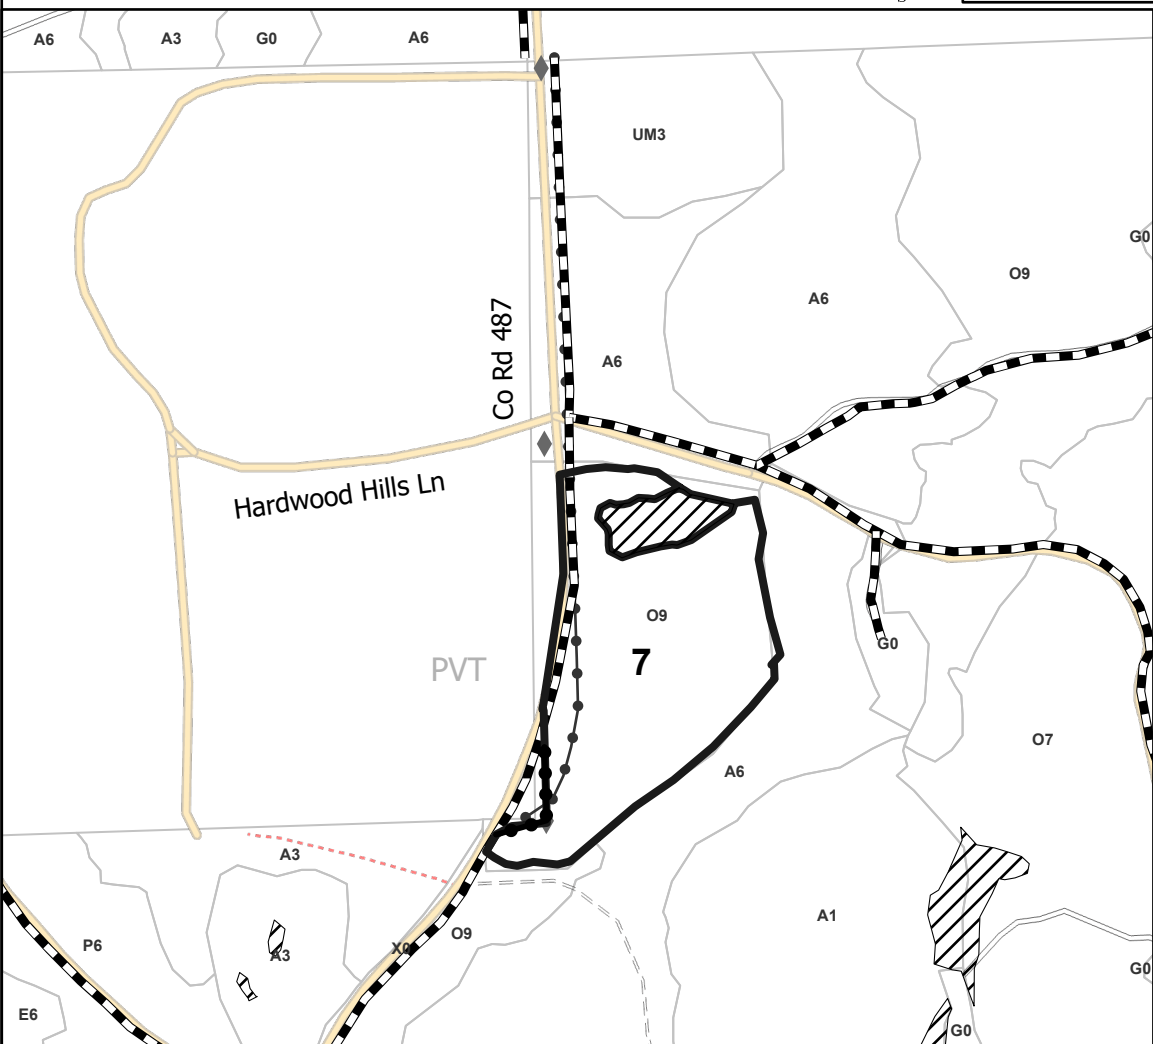 A6
A3
G0
A6
UM3
G0
O9
A6
Co Rd 487
A6
Hardwood Hills Ln
O9
G0
7
PVT
O7
A6
A3
A1
O9
P6
X0
A3
G0
E6
G0